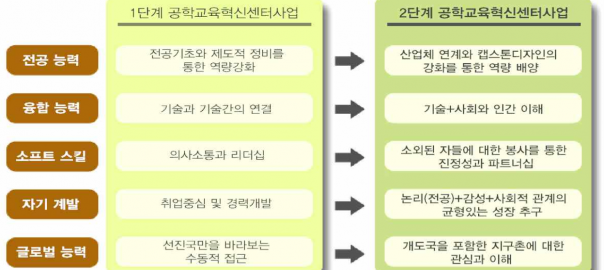 1단계 공학교육혁신센터사업
2단계 공학교육혁신센터사업
전공 능력
전공기초와 제도적 정비를
통한 역량강화
산업체 연계와 캡스톤디자인의
강화를 통한 역량 배양
융합 능력
기술과 기술간의 연결
기술+사회와 인간 이해
소프트 스킬
의사소통과 리더십
소외된 자들에 대한 봉사를 통한
진정성과 파트너십
자기 계발
취업중심 및 경력개발
논리(전공)+감성+사회적 관계의
균형있는 성장 추구
글로벌 능력
선진국만을 바라보는
수동적 접근
개도국을 포함한 지구촌에 대한
관심과 이해